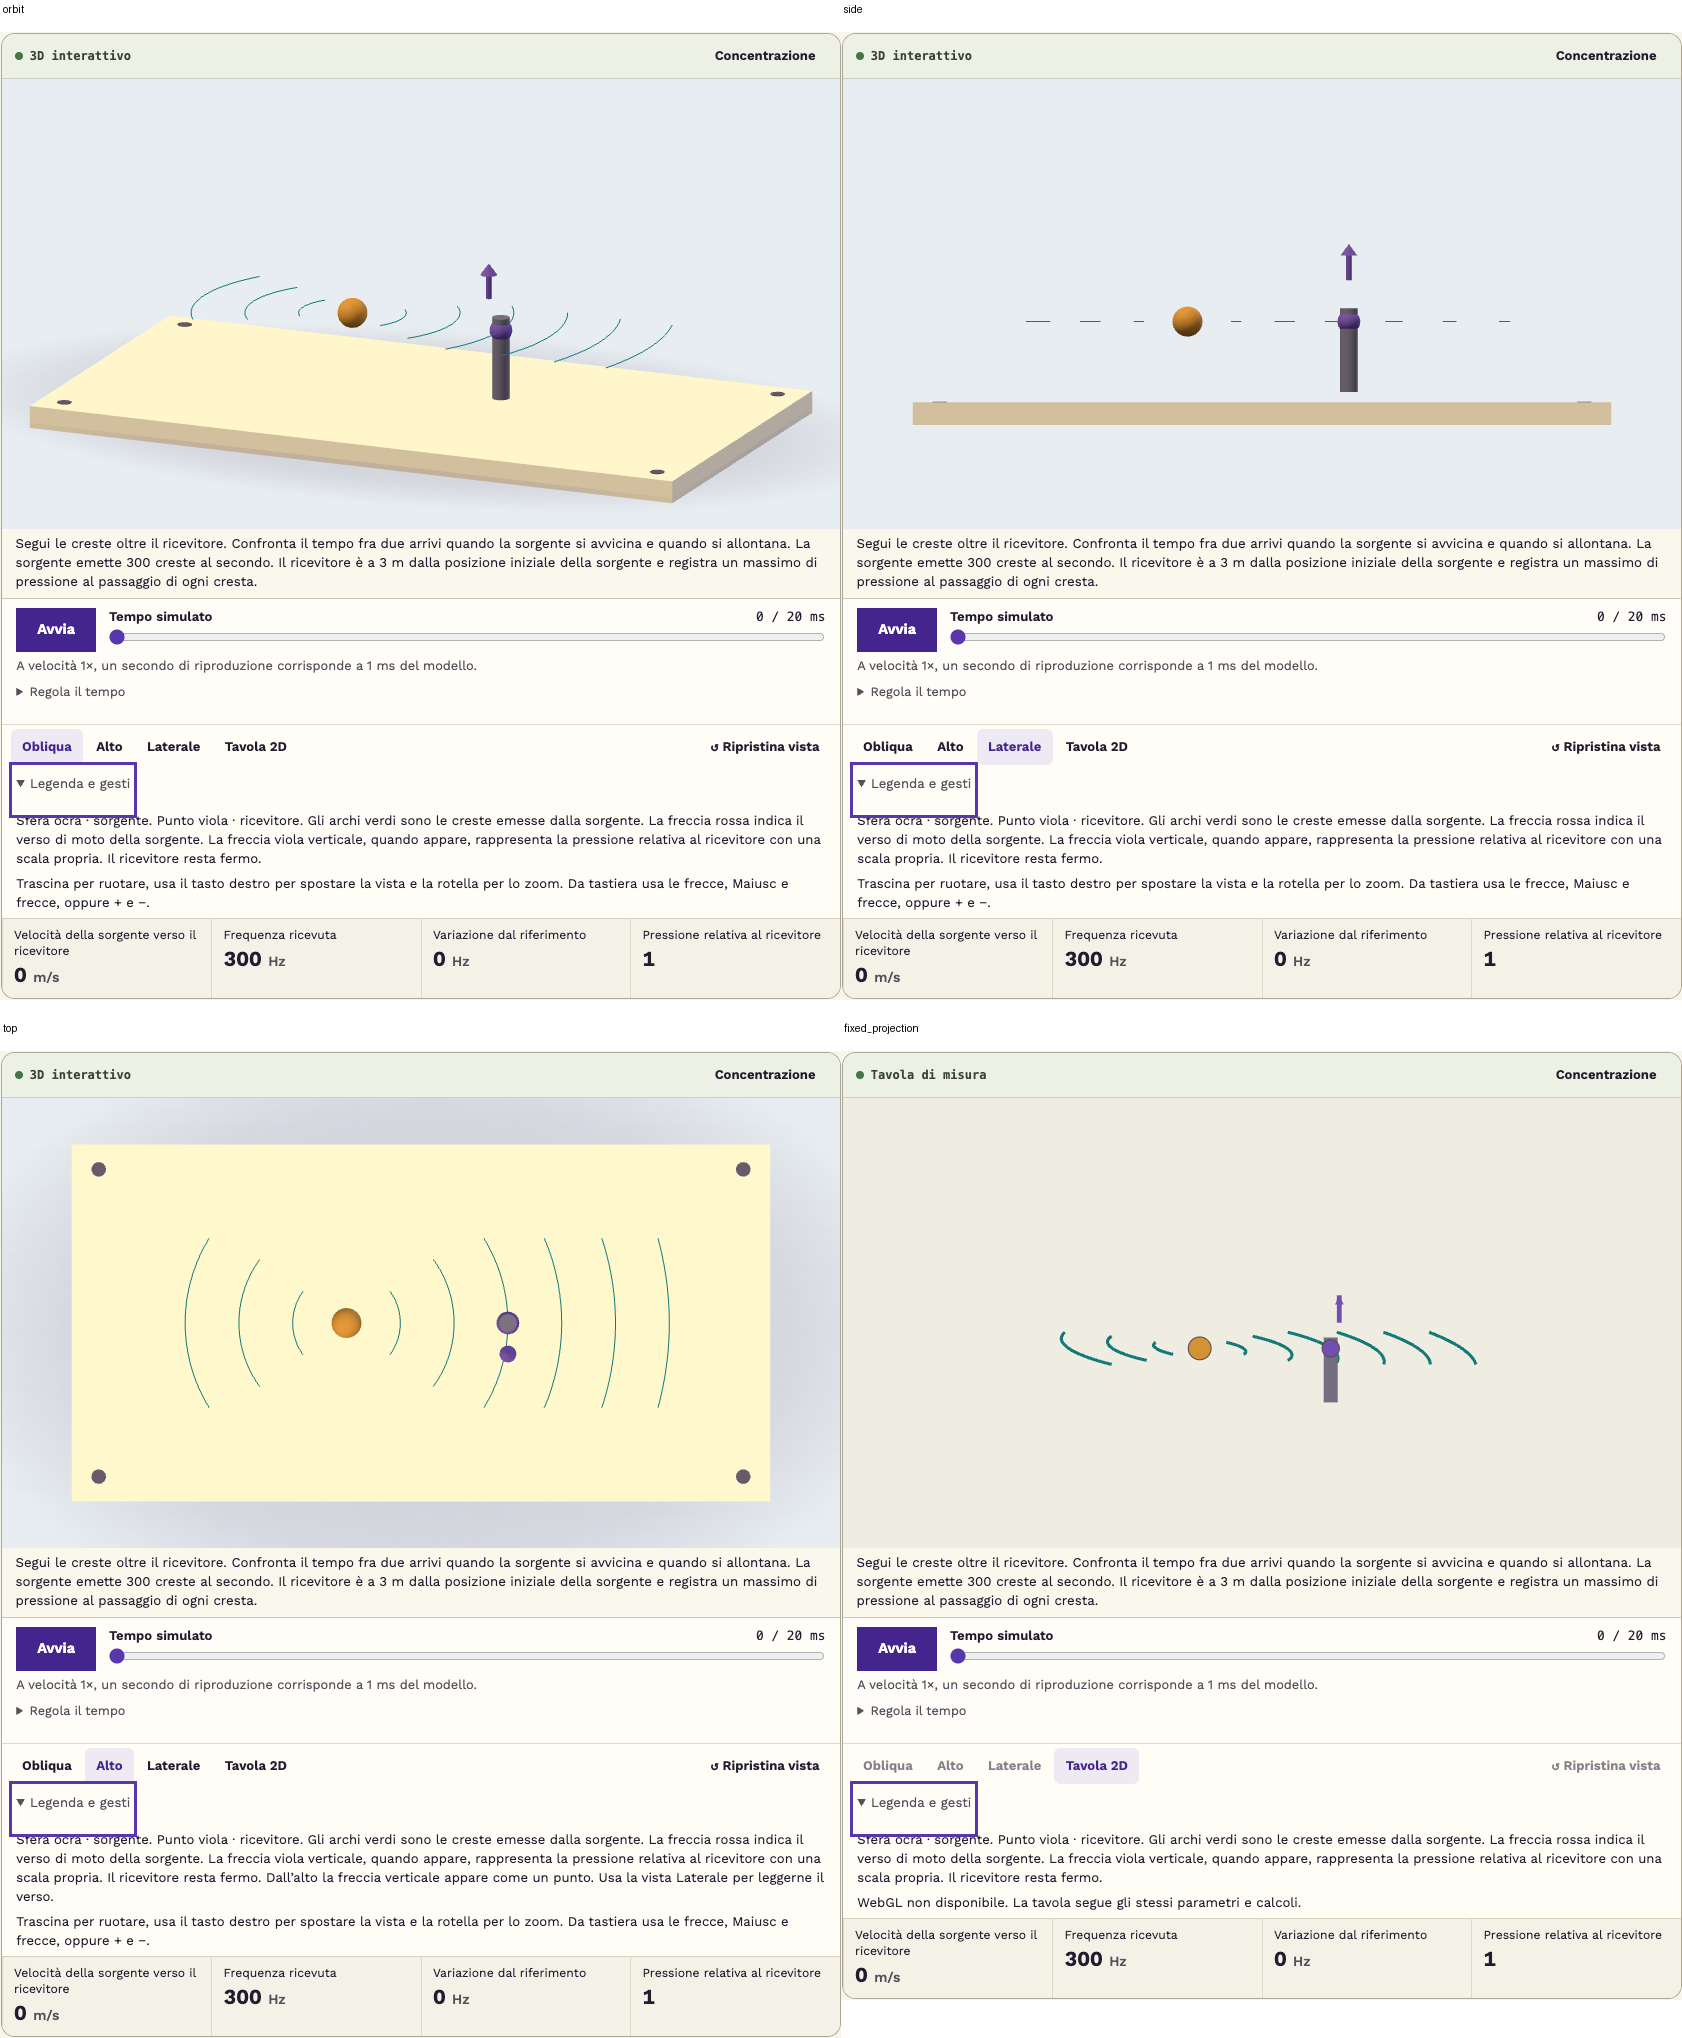 orbit
3D interattivo
Concentrazione
Segui le creste oltre il ricevitore. Confronta il tempo fra due arrivi quando la sorgente si avvicina e quando si allontana. La
sorgente emette 300 creste al secondo. Il ricevitore è a 3 m dalla posizione iniziale della sorgente e registra un massimo di
pressione al passaggio di ogni cresta.
Avvia
Tempo simulato
0 / 20 ms
A velocità 1×, un secondo di riproduzione corrisponde a 1 ms del modello.
▶ Regola il tempo
Obliqua
Alto
Laterale
Tavola 2D
↺ Ripristina vista
▼ Legenda e gesti
Sfera ocra · sorgente. Punto viola · ricevitore. Gli archi verdi sono le creste emesse dalla sorgente. La freccia rossa indica il
verso di moto della sorgente. La freccia viola verticale, quando appare, rappresenta la pressione relativa al ricevitore con una
scala propria. Il ricevitore resta fermo.
Trascina per ruotare, usa il tasto destro per spostare la vista e la rotella per lo zoom. Da tastiera usa le frecce, Maiusc e
frecce, oppure + e −.
Velocità della sorgente verso il
ricevitore
0 m/s
Frequenza ricevuta
300 Hz
Variazione dal riferimento
0 Hz
Pressione relativa al ricevitore
1
side
3D interattivo
Concentrazione
Segui le creste oltre il ricevitore. Confronta il tempo fra due arrivi quando la sorgente si avvicina e quando si allontana. La
sorgente emette 300 creste al secondo. Il ricevitore è a 3 m dalla posizione iniziale della sorgente e registra un massimo di
pressione al passaggio di ogni cresta.
Avvia
Tempo simulato
0 / 20 ms
A velocità 1×, un secondo di riproduzione corrisponde a 1 ms del modello.
▶ Regola il tempo
Obliqua
Alto
Laterale
Tavola 2D
↺ Ripristina vista
▼ Legenda e gesti
Sfera ocra · sorgente. Punto viola · ricevitore. Gli archi verdi sono le creste emesse dalla sorgente. La freccia rossa indica il
verso di moto della sorgente. La freccia viola verticale, quando appare, rappresenta la pressione relativa al ricevitore con una
scala propria. Il ricevitore resta fermo.
Trascina per ruotare, usa il tasto destro per spostare la vista e la rotella per lo zoom. Da tastiera usa le frecce, Maiusc e
frecce, oppure + e −.
Velocità della sorgente verso il
ricevitore
0 m/s
Frequenza ricevuta
300 Hz
Variazione dal riferimento
0 Hz
Pressione relativa al ricevitore
1
top
3D interattivo
Concentrazione
Segui le creste oltre il ricevitore. Confronta il tempo fra due arrivi quando la sorgente si avvicina e quando si allontana. La
sorgente emette 300 creste al secondo. Il ricevitore è a 3 m dalla posizione iniziale della sorgente e registra un massimo di
pressione al passaggio di ogni cresta.
Avvia
Tempo simulato
0 / 20 ms
A velocità 1×, un secondo di riproduzione corrisponde a 1 ms del modello.
▶ Regola il tempo
Obliqua
Alto
Laterale
Tavola 2D
↺ Ripristina vista
▼ Legenda e gesti
Sfera ocra · sorgente. Punto viola · ricevitore. Gli archi verdi sono le creste emesse dalla sorgente. La freccia rossa indica il
verso di moto della sorgente. La freccia viola verticale, quando appare, rappresenta la pressione relativa al ricevitore con una
scala propria. Il ricevitore resta fermo. Dall’alto la freccia verticale appare come un punto. Usa la vista Laterale per leggerne il
verso.
Trascina per ruotare, usa il tasto destro per spostare la vista e la rotella per lo zoom. Da tastiera usa le frecce, Maiusc e
frecce, oppure + e −.
Velocità della sorgente verso il
ricevitore
0 m/s
Frequenza ricevuta
300 Hz
Variazione dal riferimento
0 Hz
Pressione relativa al ricevitore
1
fixed_projection
Tavola di misura
Concentrazione
Segui le creste oltre il ricevitore. Confronta il tempo fra due arrivi quando la sorgente si avvicina e quando si allontana. La
sorgente emette 300 creste al secondo. Il ricevitore è a 3 m dalla posizione iniziale della sorgente e registra un massimo di
pressione al passaggio di ogni cresta.
Avvia
Tempo simulato
0 / 20 ms
A velocità 1×, un secondo di riproduzione corrisponde a 1 ms del modello.
▶ Regola il tempo
Obliqua
Alto
Laterale
Tavola 2D
↺ Ripristina vista
▼ Legenda e gesti
Sfera ocra · sorgente. Punto viola · ricevitore. Gli archi verdi sono le creste emesse dalla sorgente. La freccia rossa indica il
verso di moto della sorgente. La freccia viola verticale, quando appare, rappresenta la pressione relativa al ricevitore con una
scala propria. Il ricevitore resta fermo.
WebGL non disponibile. La tavola segue gli stessi parametri e calcoli.
Velocità della sorgente verso il
ricevitore
0 m/s
Frequenza ricevuta
300 Hz
Variazione dal riferimento
0 Hz
Pressione relativa al ricevitore
1